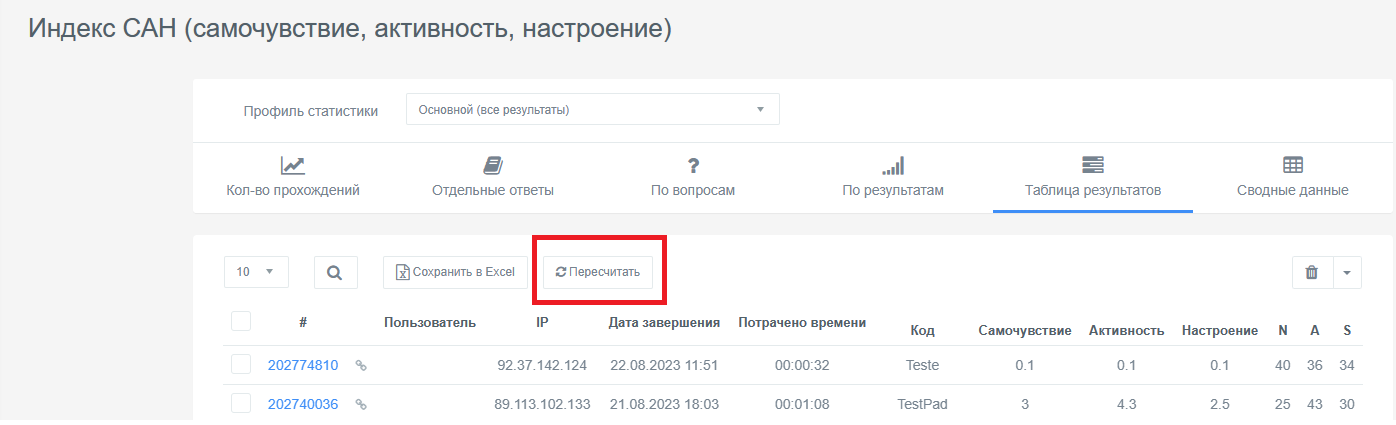 Индекс САН (самочувствие, активность, настроение)
Профиль статистики Основной (все результаты)
Кол-во прохождений Отдельные ответы По вопросам По результатам Таблица результатов Сводные данные
10 Сохранить в Excel Пересчитать
# Пользователь IP Дата завершения Потрачено времени Код Самочувствие Активность Настроение N A S
202774810 92.37.142.124 22.08.2023 11:51 00:00:32 Teste 0.1 0.1 0.1 40 36 34
202740036 89.113.102.133 21.08.2023 18:03 00:01:08 TestPad 3 4.3 2.5 25 43 30